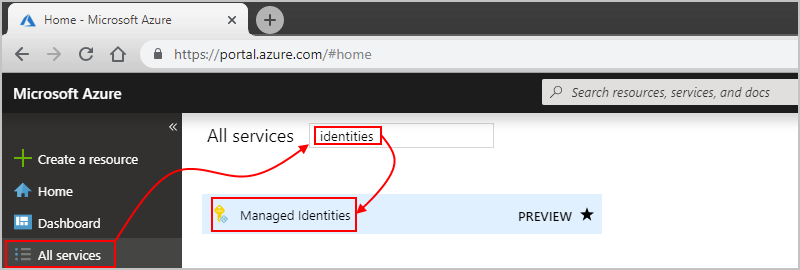 Home - Microsoft Azure
https://portal.azure.com/#home
Microsoft Azure
Search resources, services, and docs
«
All services
identities
Create a resource
Home
Managed Identities
PREVIEW ★
Dashboard
All services